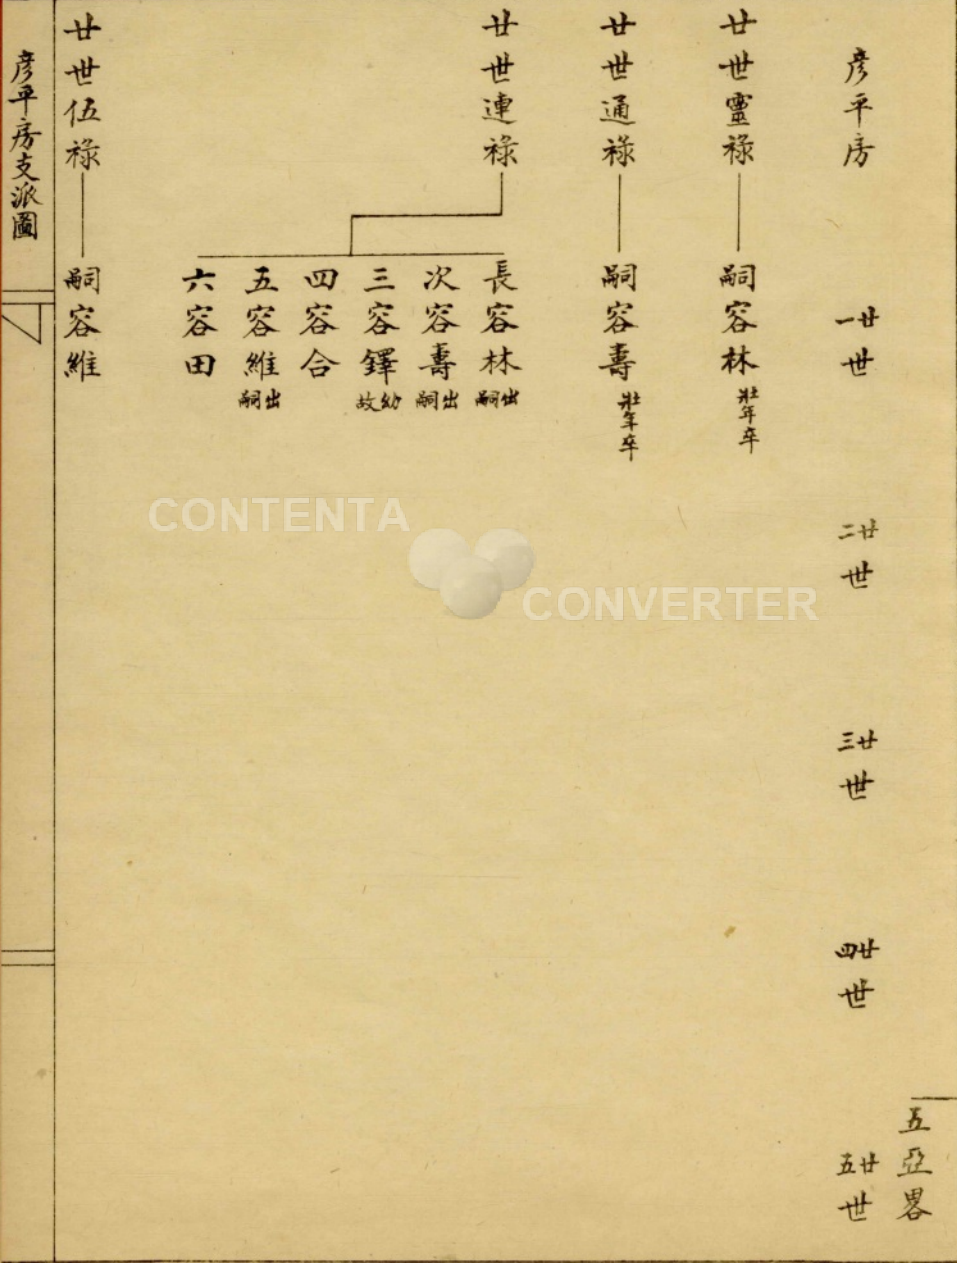 五亞畧
彥平房
廿一世
廿二世
廿三世
廿四世
廿五世
廿世靈祿
嗣容林
壯年卒
廿世通祿
嗣容壽
壯年卒
廿世連祿
長容林
出嗣
次容壽
出嗣
三容鐸
幼故
四容合
五容維
出嗣
六容田
廿世伍祿
嗣容維
彥平房支派圖
CONTENTA
CONVERTER